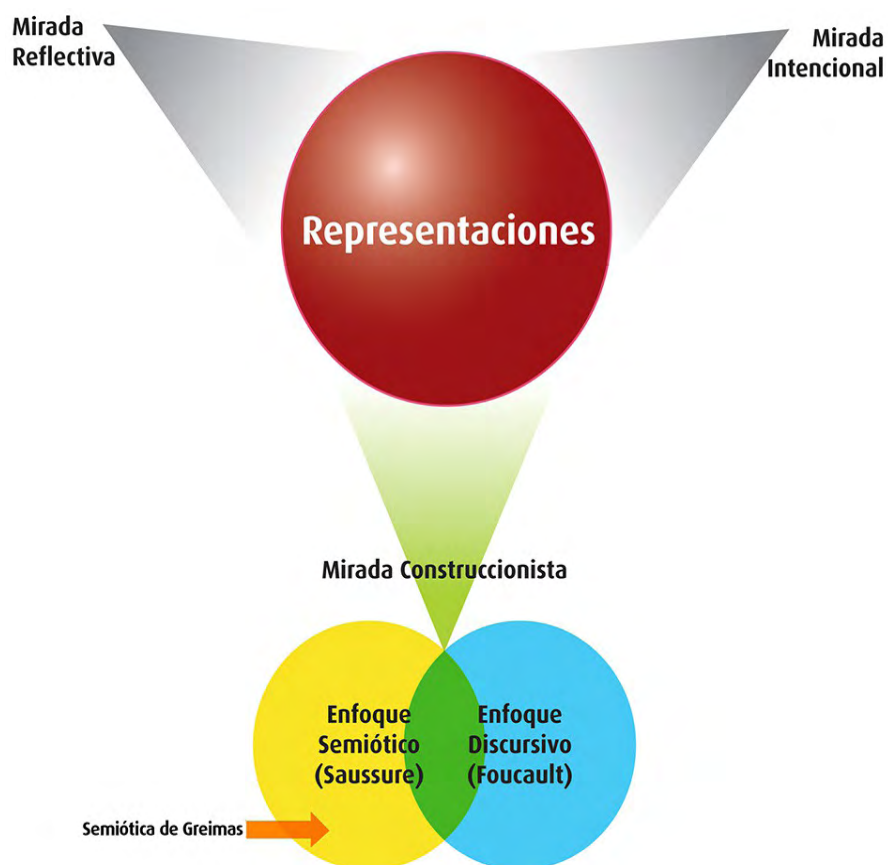 Mirada
Reflectiva
Mirada
Intencional
Representaciones
Mirada Construccionista
Enfoque
Semiótico
(Saussure)
Enfoque
Discursivo
(Foucault)
Semiótica de Greimas